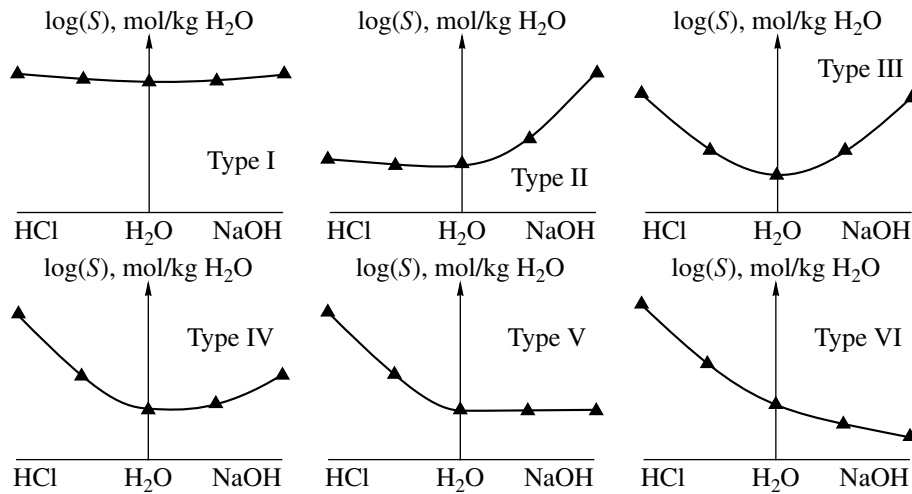 log(S), mol/kg H₂O
log(S), mol/kg H₂O
log(S), mol/kg H₂O
Type I
Type II
Type III
HCl H₂O NaOH
HCl H₂O NaOH
HCl H₂O NaOH
log(S), mol/kg H₂O
log(S), mol/kg H₂O
log(S), mol/kg H₂O
Type IV
Type V
Type VI
HCl H₂O NaOH
HCl H₂O NaOH
HCl H₂O NaOH